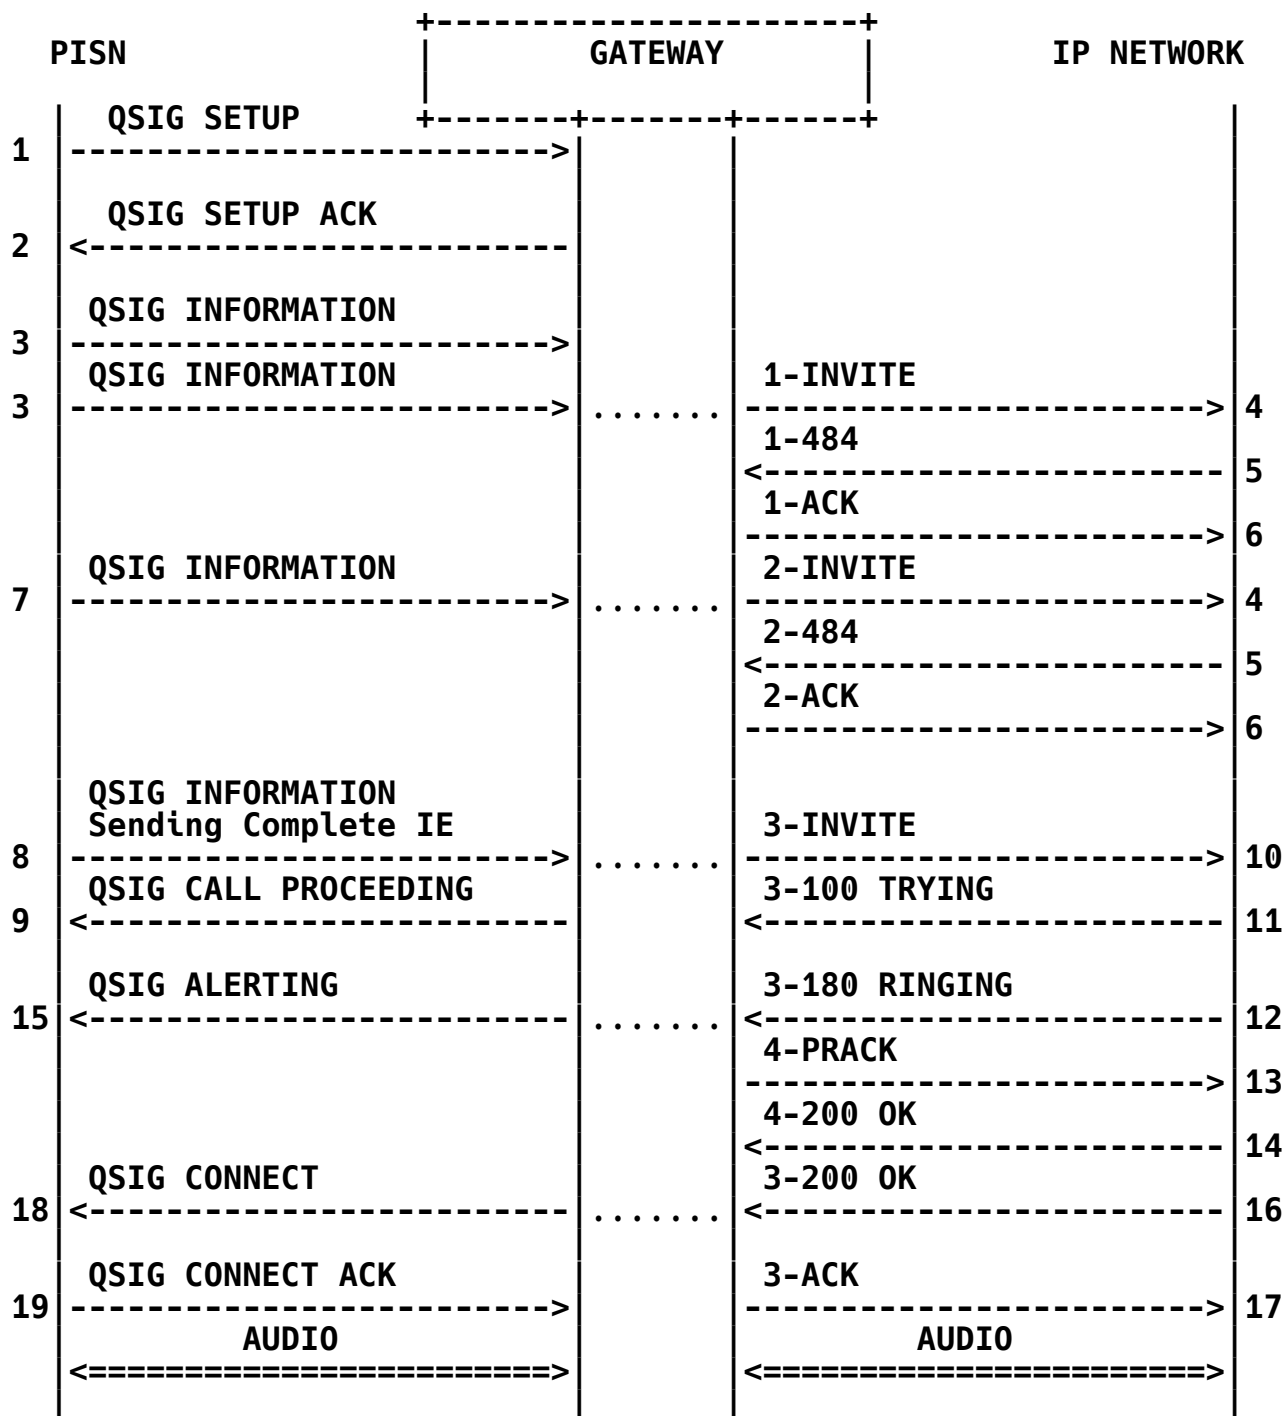 +----------------------+
PISN | GATEWAY | IP NETWORK
| |
| QSIG SETUP +-------+-------+------+ |
1 |------------------------->| | |
QSIG SETUP ACK
2 |<-------------------------| | |
QSIG INFORMATION
3 |------------------------->| | |
QSIG INFORMATION 1-INVITE
3 |------------------------->|.......|------------------------>| 4
1-484
|<------------------------| 5
1-ACK
|------------------------>| 6
QSIG INFORMATION 2-INVITE
7 |------------------------->|.......|------------------------>| 4
2-484
|<------------------------| 5
2-ACK
|------------------------>| 6
QSIG INFORMATION
Sending Complete IE 3-INVITE
8 |------------------------->|.......|------------------------>| 10
QSIG CALL PROCEEDING 3-100 TRYING
9 |<-------------------------| |<------------------------| 11
QSIG ALERTING 3-180 RINGING
15|<-------------------------|.......|<------------------------| 12
4-PRACK
|------------------------>| 13
4-200 OK
|<------------------------| 14
QSIG CONNECT 3-200 OK
18|<-------------------------|.......|<------------------------| 16
QSIG CONNECT ACK 3-ACK
19|------------------------->| |------------------------>| 17
AUDIO AUDIO
|<========================>| |<=======================>|